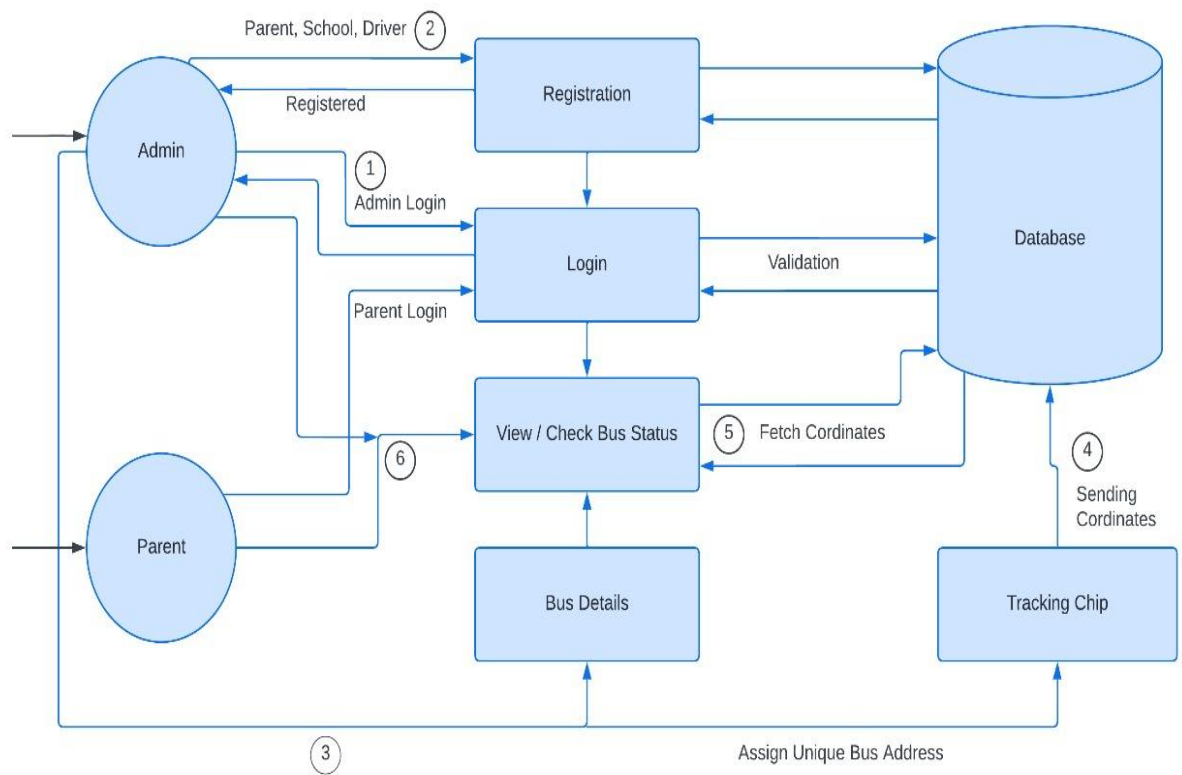 Parent, School, Driver 2
Registered
Registration
Admin
1
Admin Login
Login
Validation
Database
Parent Login
View / Check Bus Status
5 Fetch Cordinates
6
4
Sending
Cordinates
Parent
Bus Details
Tracking Chip
3
Assign Unique Bus Address